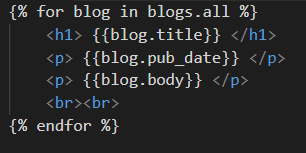 {% for blog in blogs.all %}
<h1> {{blog.title}} </h1>
<p> {{blog.pub_date}} </p>
<p> {{blog.body}} </p>
<br><br>
{% endfor %}